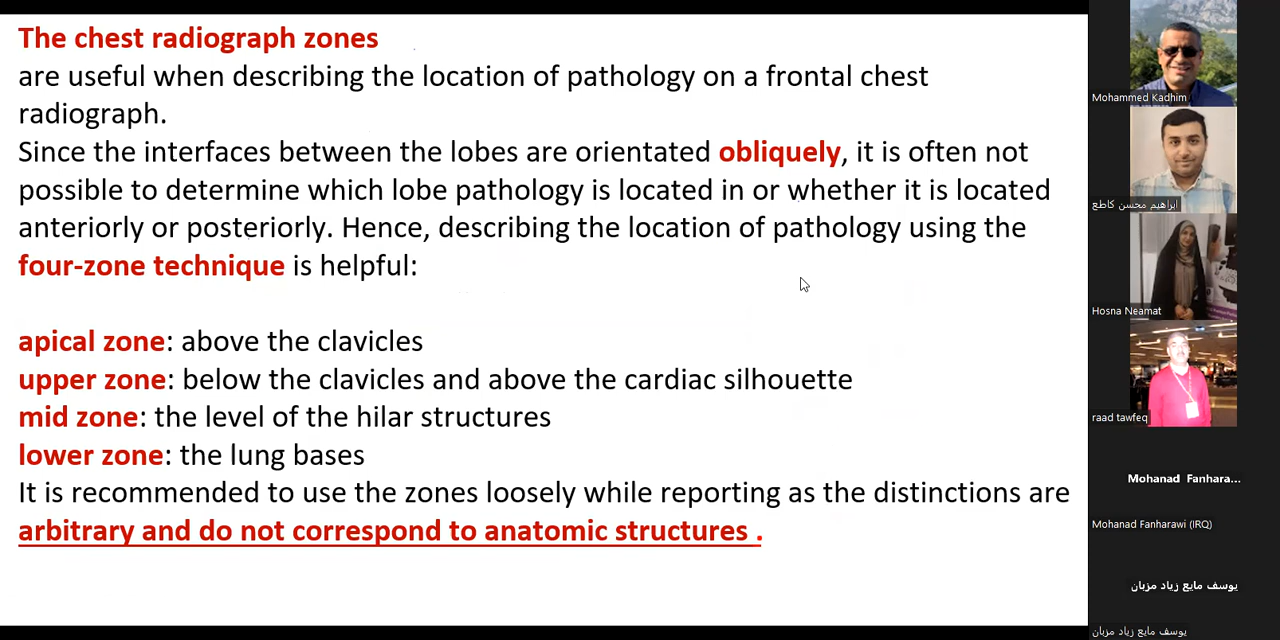 The chest radiograph zones
are useful when describing the location of pathology on a frontal chest
radiograph.
Since the interfaces between the lobes are orientated obliquely, it is often not
possible to determine which lobe pathology is located in or whether it is located
anteriorly or posteriorly. Hence, describing the location of pathology using the
four-zone technique is helpful:
apical zone: above the clavicles
upper zone: below the clavicles and above the cardiac silhouette
mid zone: the level of the hilar structures
lower zone: the lung bases
It is recommended to use the zones loosely while reporting as the distinctions are
arbitrary and do not correspond to anatomic structures .
Mohammed Kadhim
ابراهيم محسن كاطع
Hosna Neamat
raad tawfeq
Mohanad Fanhara...
Mohanad Fanharawi (IRQ)
يوسف مايع زياد مزبان
يوسف مايع زياد مزبان